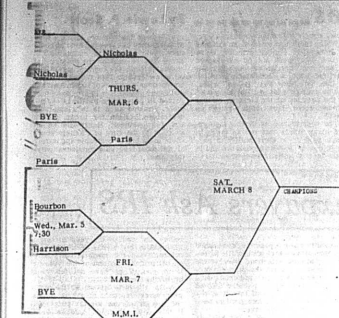 Nicholas
Nicholas
THURS.
MAR. 6
BYE
Paris
Paris
SAT.
MARCH 8
CHAMPIONS
Bourbon
Wed., Mar. 5
7:30
Harrison
FRI.
MAR. 7
BYE
M.M.I.